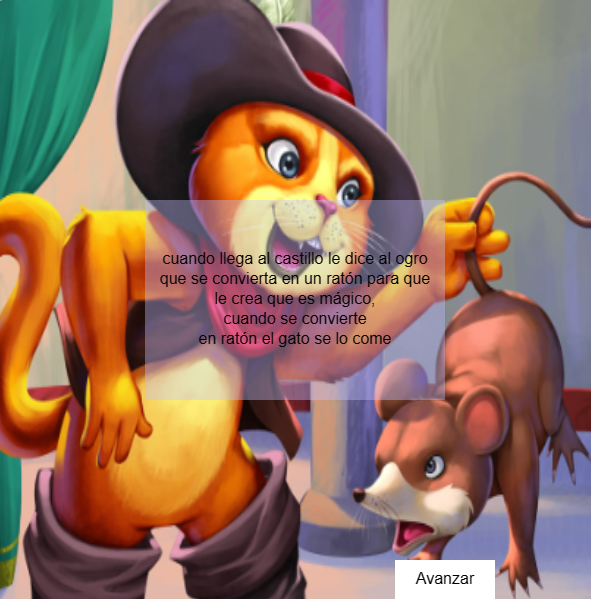 cuando llega al castillo le dice al ogro
que se convierta en un ratón para que
le crea que es mágico,
cuando se convierte
en ratón el gato se lo come
Avanzar